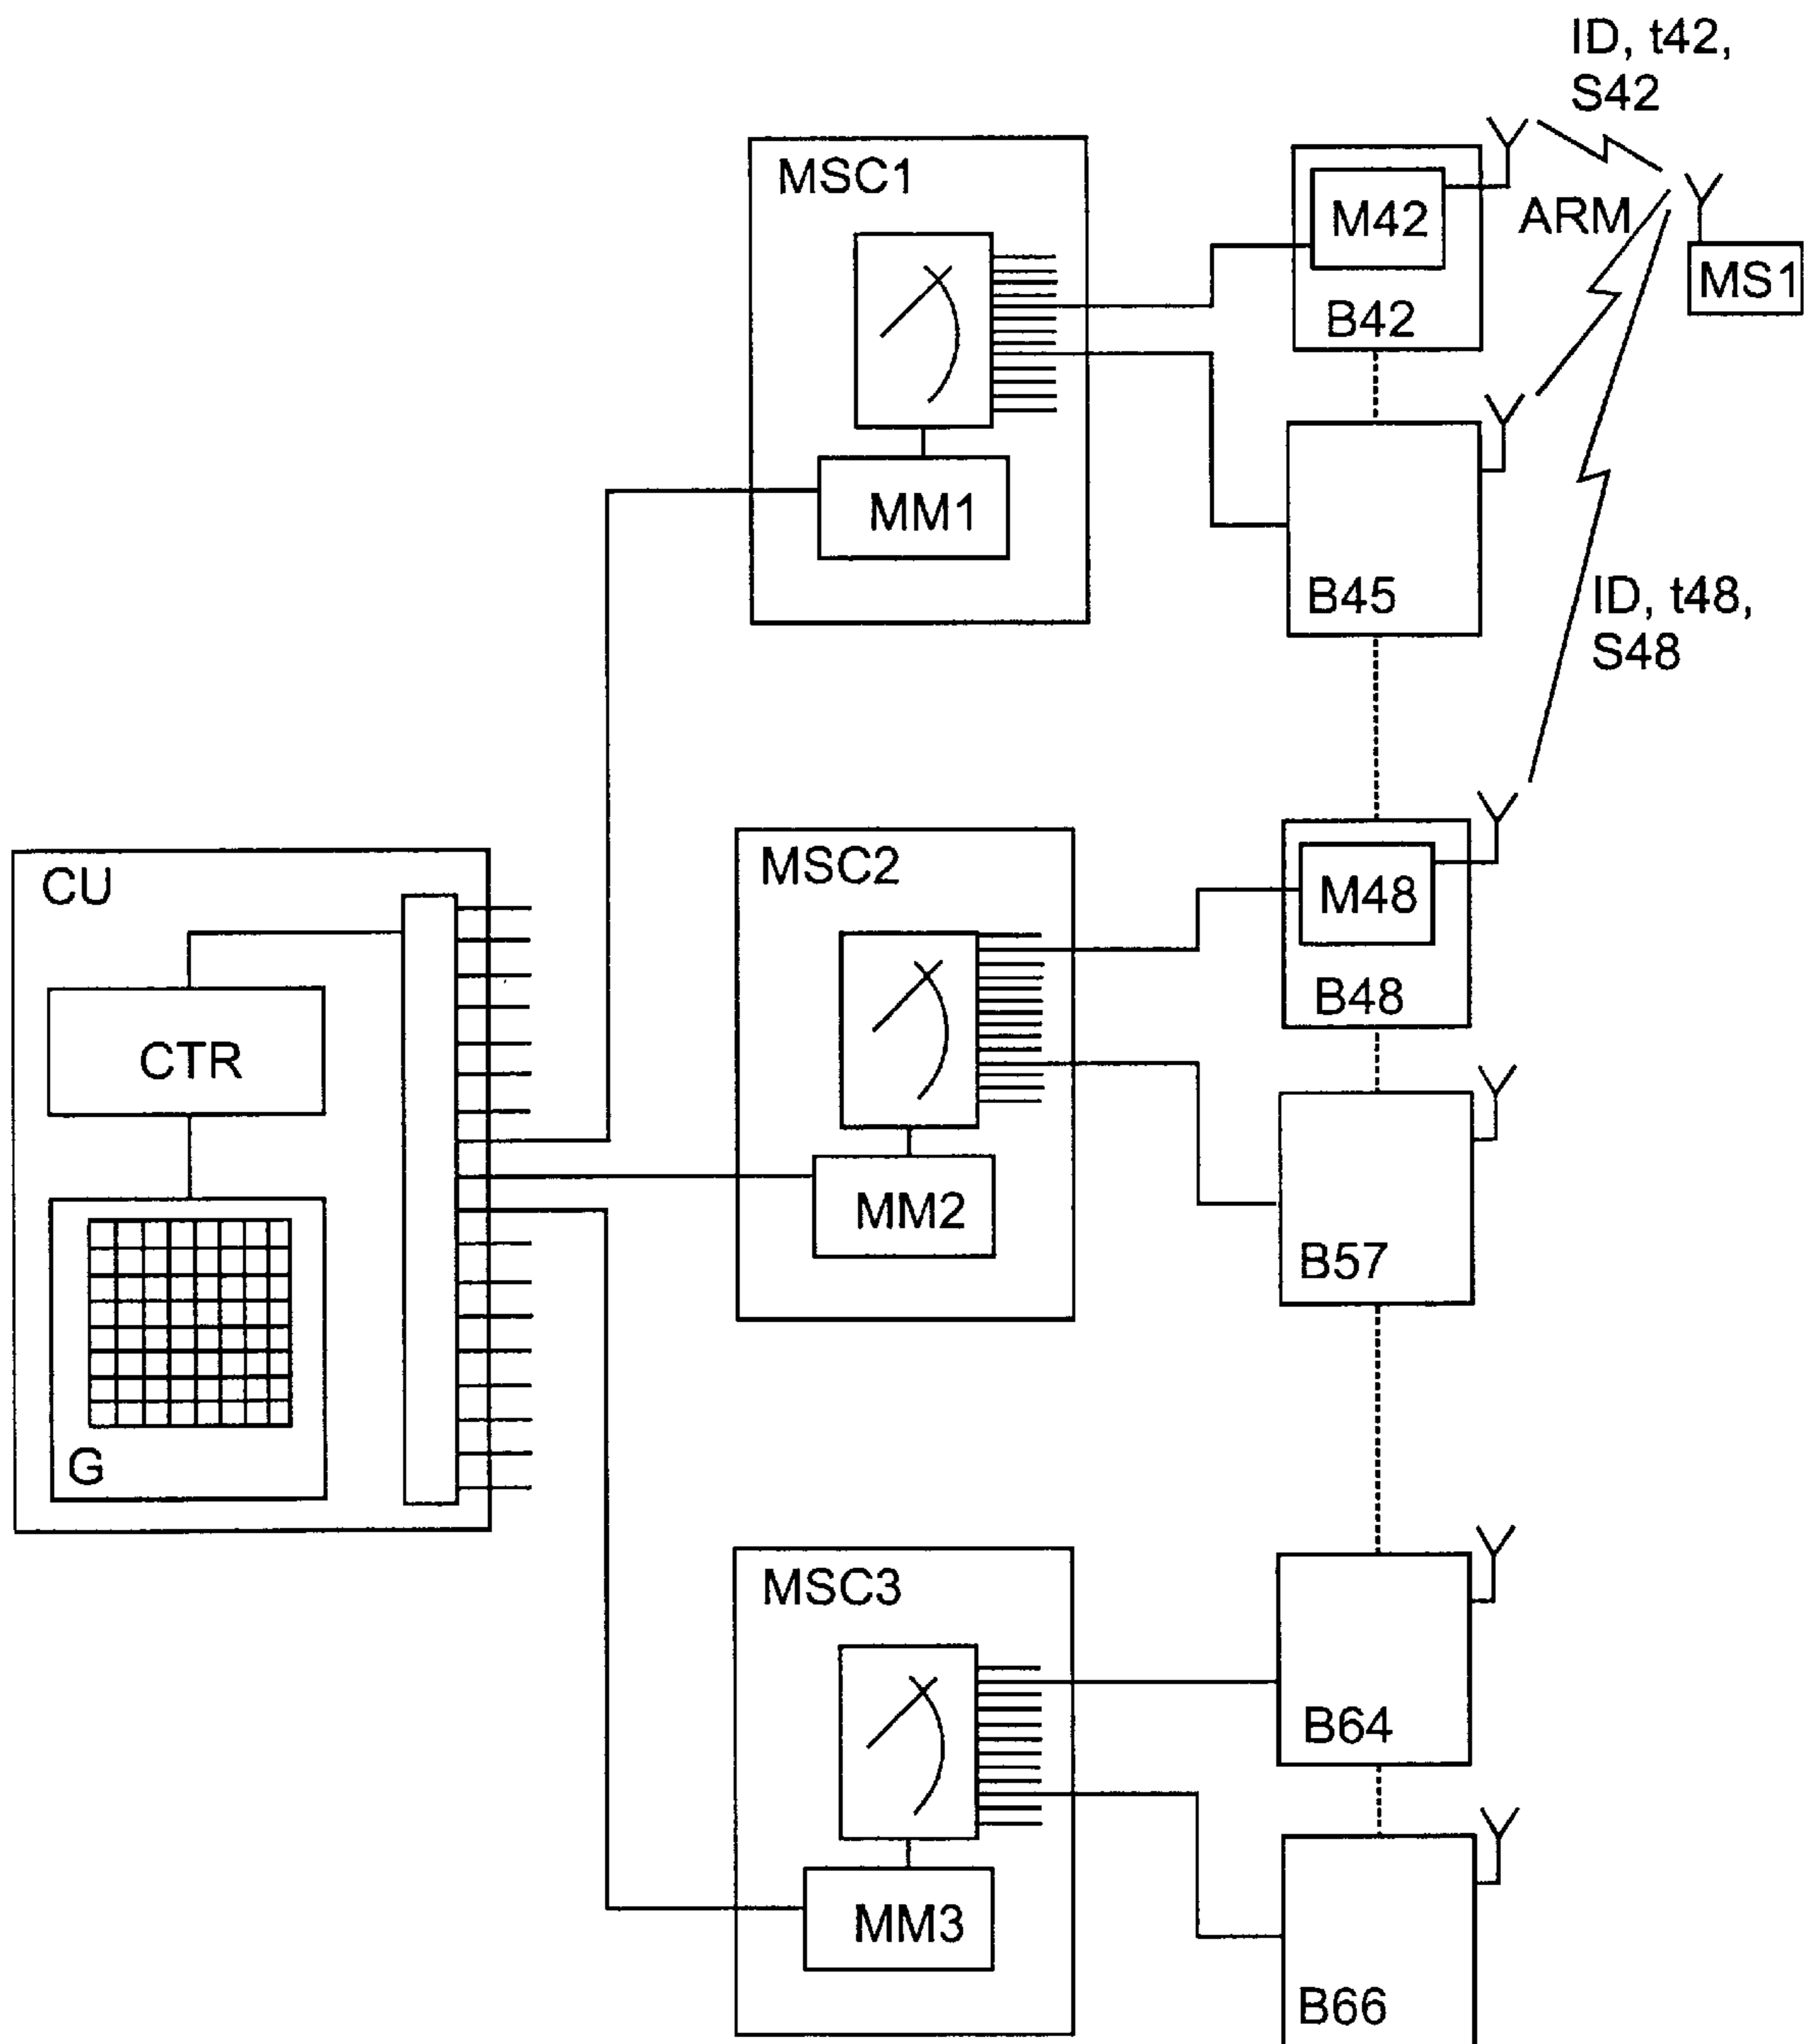 ID, t42,
S42
MSC1
M42
ARM
MS1
B42
MM1
B45
ID, t48,
S48
CU
MSC2
M48
B48
CTR
MM2
B57
G
MSC3
B64
MM3
B66